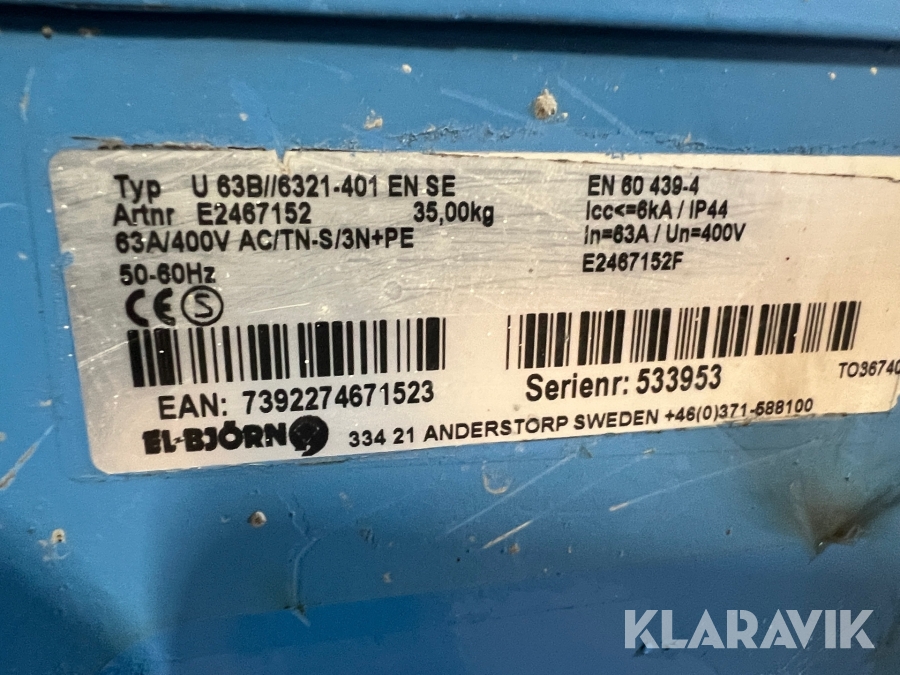 Typ U 63B//6321-401 EN SE
Artnr E2467152 35,00kg
63A/400V AC/TN-S/3N+PE
50-60Hz
CE S
EN 60 439-4
Icc<=6kA / IP44
In=63A / Un=400V
E2467152F
EAN: 7392274671523
Serienr: 533953
TO36740
EL-BJÖRN 334 21 ANDERSTORP SWEDEN +46(0)371-588100
KLARAVIK